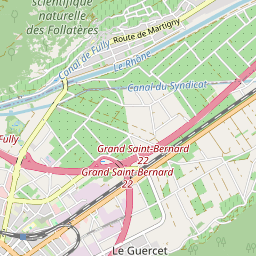 scientifique
naturelle
des Follatères
Canal de Fully
Route de Martigny
Le Rhône
Canal du Syndicat
Fully
Grand Saint-Bernard
22
Grand Saint-Bernard
22
Le Guercet